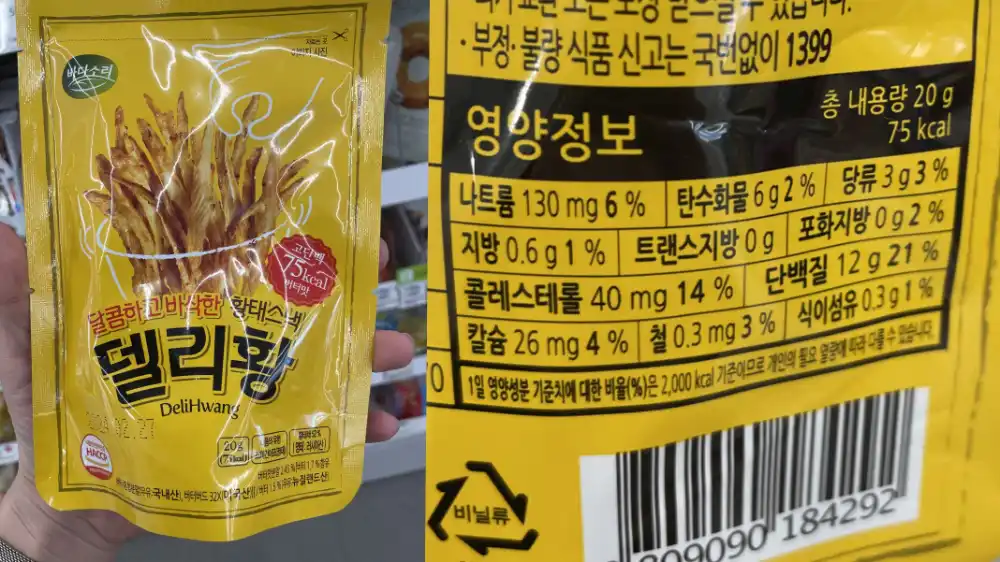 바다소리
고단백
75kcal
버터맛
달콤하고 바삭한 황태스낵
델리황
DeliHwang
02.27
HACCP
20g
(75kcal)
· 부정·불량 식품 신고는 국번없이 1399
영양정보
총 내용량 20 g
75 kcal
나트륨 130 mg 6 % 탄수화물 6 g 2 % 당류 3 g 3 %
지방 0.6 g 1 % 트랜스지방 0 g 포화지방 0 g 2 %
콜레스테롤 40 mg 14 % 단백질 12 g 21 %
칼슘 26 mg 4 % 철 0.3 mg 3 % 식이섬유 0.3 g 1 %
1일 영양성분 기준치에 대한 비율(%)은 2,000 kcal 기준이므로 개인의 필요 열량에 따라 다를 수 있습니다.
비닐류
809090 184292